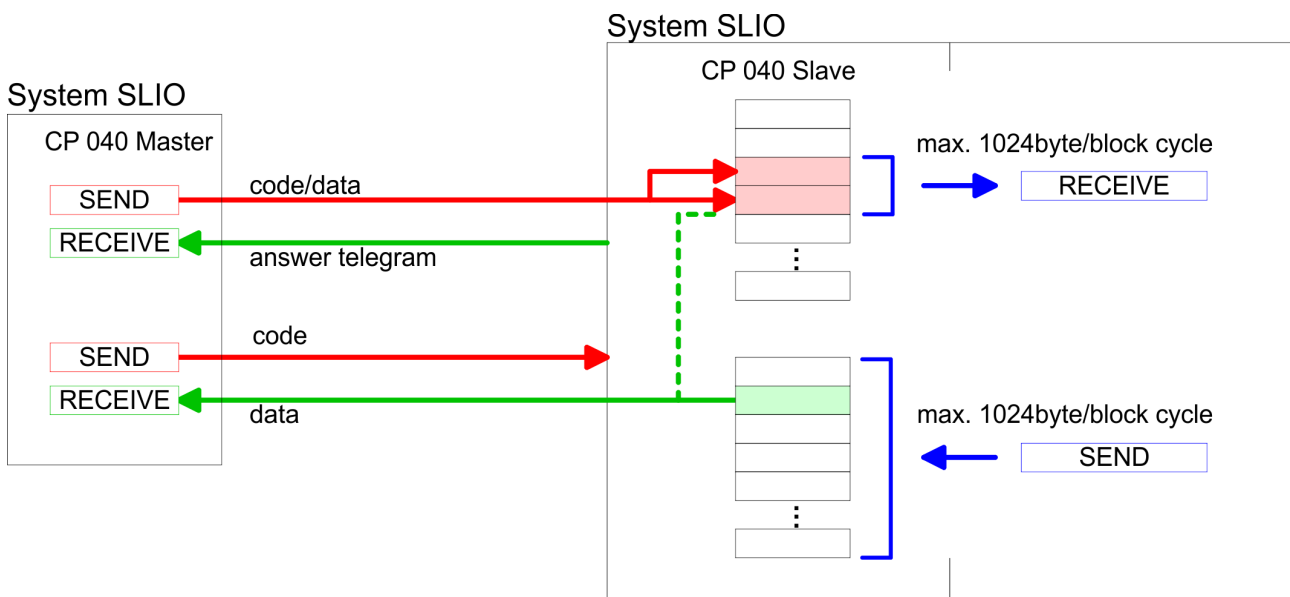 System SLIO
CP 040 Slave
System SLIO
CP 040 Master
max. 1024byte/block cycle
SEND
code/data
RECEIVE
RECEIVE
answer telegram
code
SEND
RECEIVE
data
max. 1024byte/block cycle
SEND